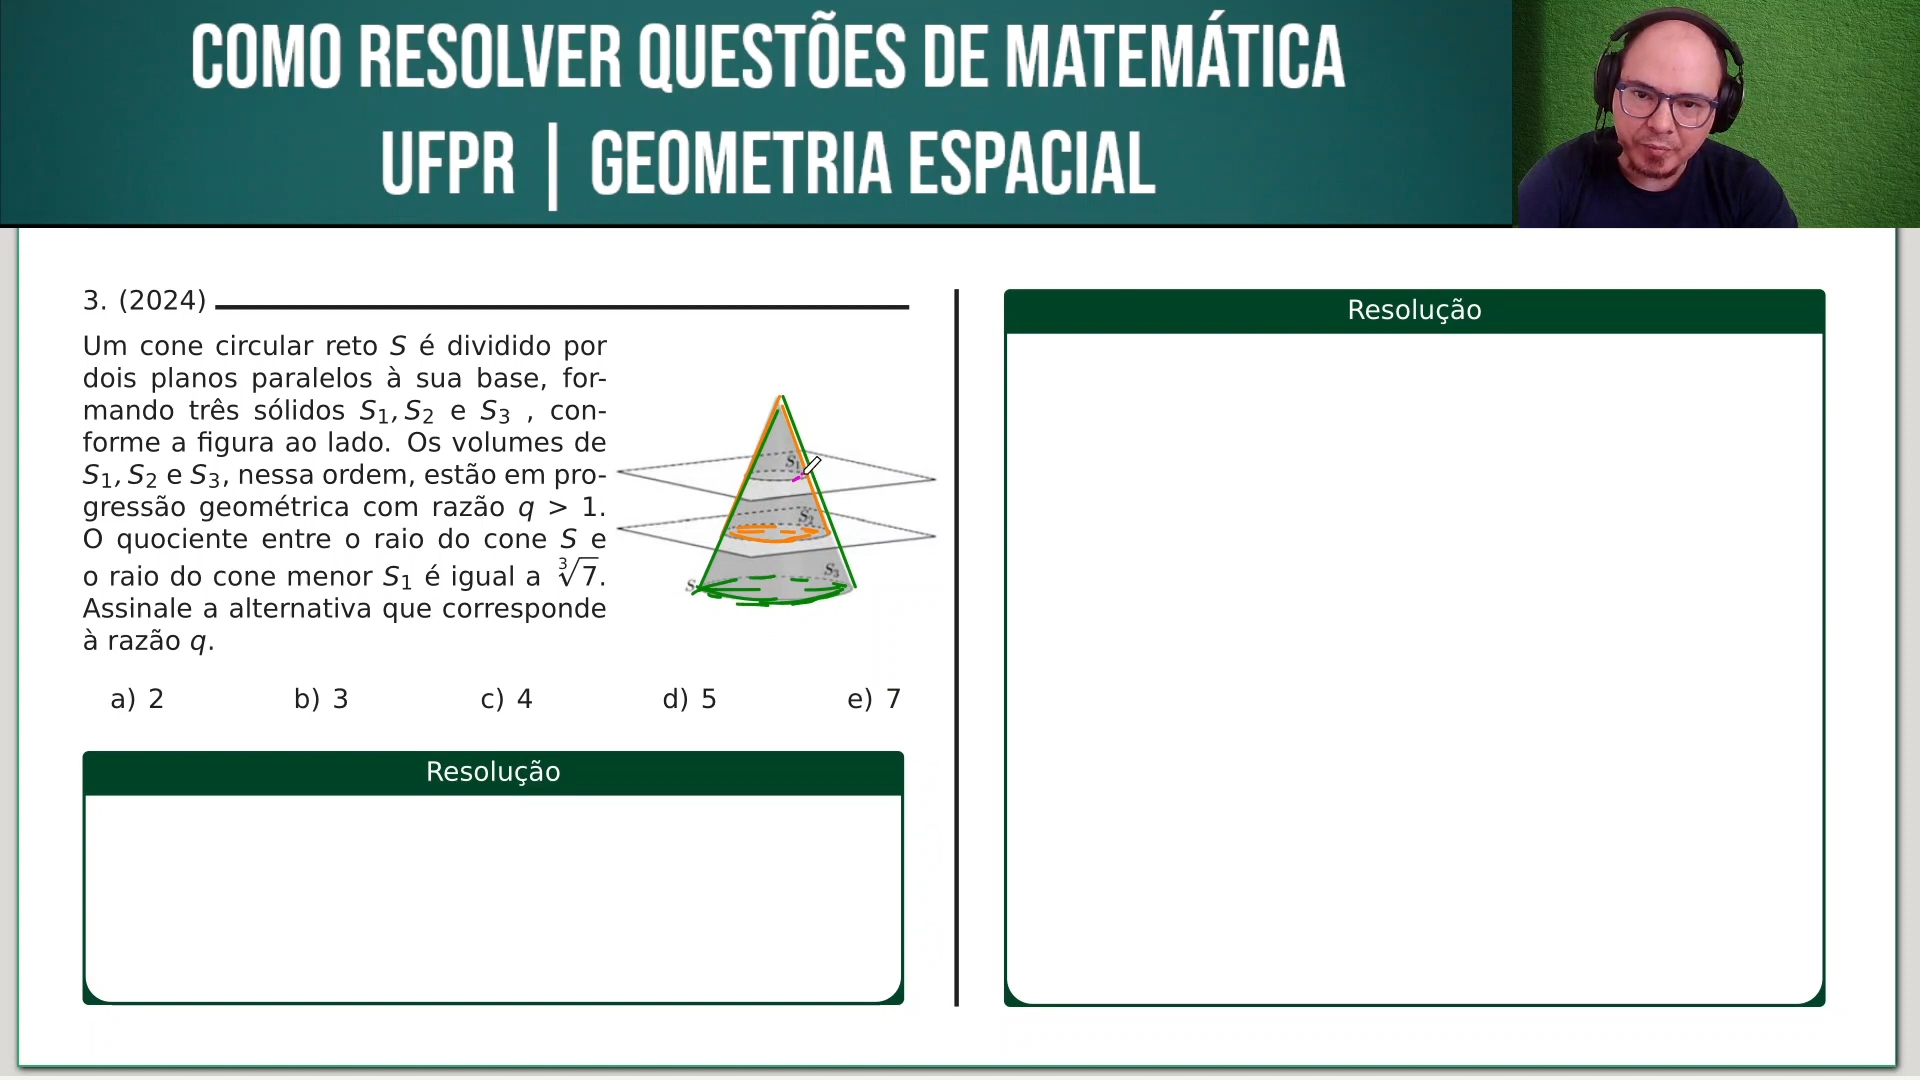 COMO RESOLVER QUESTÕES DE MATEMÁTICA
UFPR | GEOMETRIA ESPACIAL
3. (2024)
Um cone circular reto S é dividido por
dois planos paralelos à sua base, for-
mando três sólidos S₁, S₂ e S₃ , con-
forme a figura ao lado. Os volumes de
S₁, S₂ e S₃, nessa ordem, estão em pro-
gressão geométrica com razão q > 1.
O quociente entre o raio do cone S e
o raio do cone menor S₁ é igual a ∛7.
Assinale a alternativa que corresponde
à razão q.
S₁
S₂
S₃
S
a) 2 b) 3 c) 4 d) 5 e) 7
Resolução
Resolução